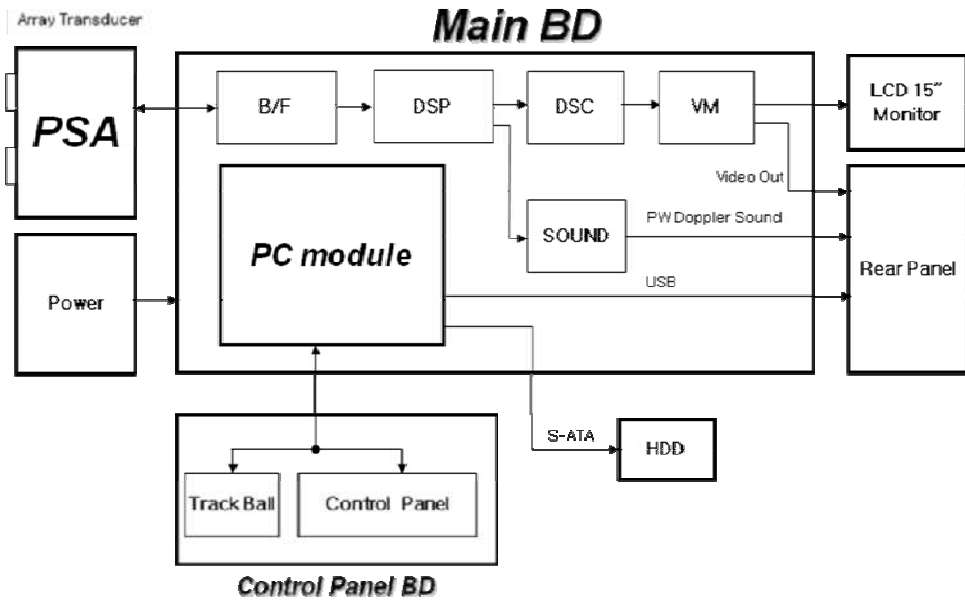 Array Transducer
Main BD
PSA
B/F
DSP
DSC
VM
LCD 15"
Monitor
Video Out
PC module
SOUND
PW Doppler Sound
Rear Panel
Power
USB
S-ATA
HDD
Track Ball
Control Panel
Control Panel BD